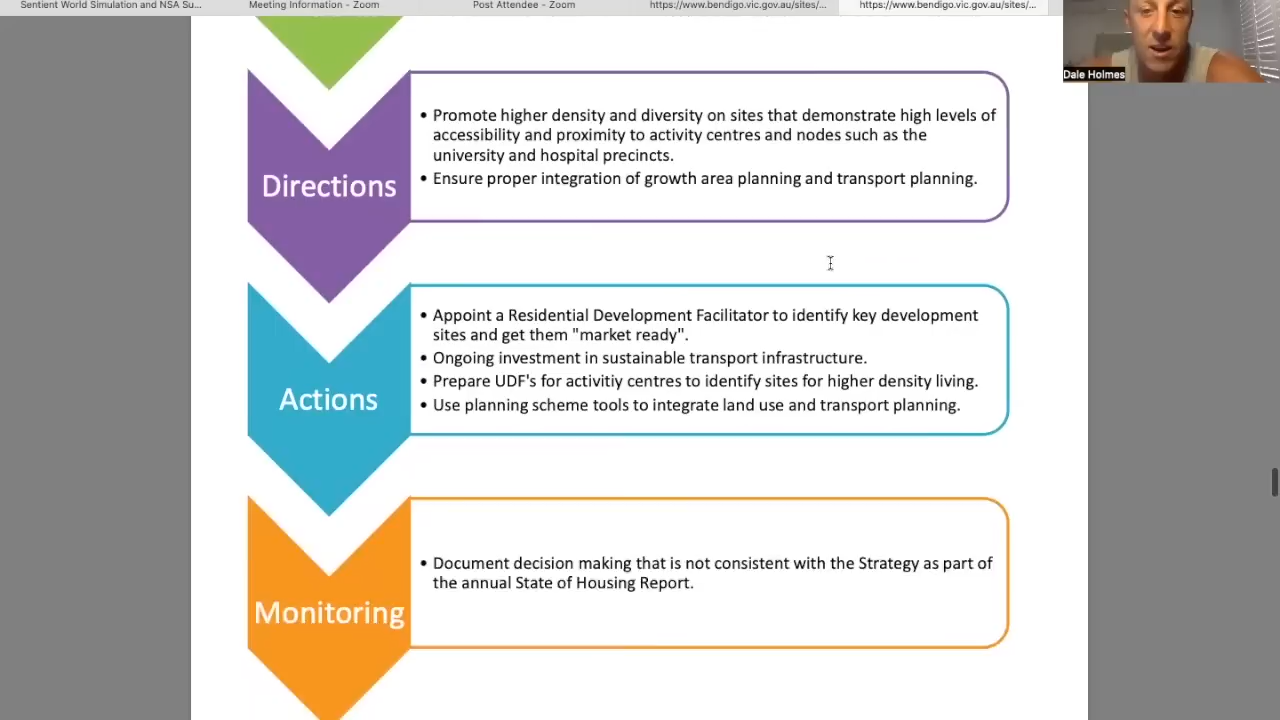 Sentient World Simulation and NSA Su...
Meeting Information - Zoom
Post Attendee - Zoom
https://www.bendigo.vic.gov.au/sites/...
https://www.bendigo.vic.gov.au/sites/...
Dale Holmes
Directions
• Promote higher density and diversity on sites that demonstrate high levels of
accessibility and proximity to activity centres and nodes such as the
university and hospital precincts.
• Ensure proper integration of growth area planning and transport planning.
Actions
• Appoint a Residential Development Facilitator to identify key development
sites and get them "market ready".
• Ongoing investment in sustainable transport infrastructure.
• Prepare UDF's for activitiy centres to identify sites for higher density living.
• Use planning scheme tools to integrate land use and transport planning.
Monitoring
• Document decision making that is not consistent with the Strategy as part of
the annual State of Housing Report.